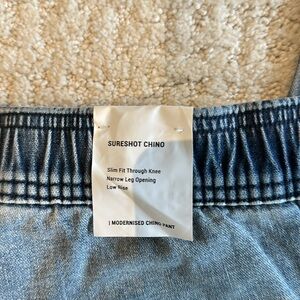 SURESHOT CHINO
Slim Fit Through Knee
Narrow Leg Opening
Low Rise
| MODERNISED CHINO PANT